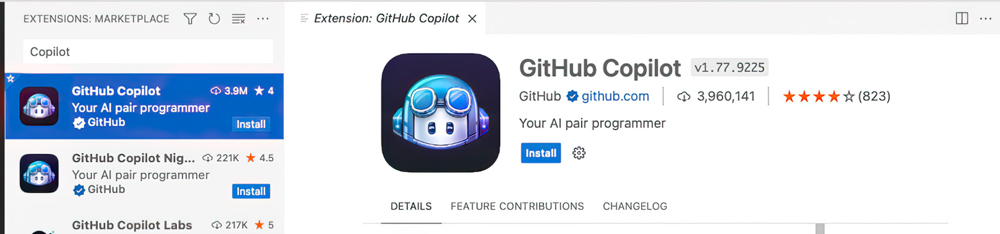 EXTENSIONS: MARKETPLACE
Copilot
GitHub Copilot 3.9M 4
Your AI pair programmer
GitHub
Install
GitHub Copilot Nig... 221K 4.5
Your AI pair programmer
GitHub
Install
GitHub Copilot Labs 217K 5
Extension: GitHub Copilot
GitHub Copilot v1.77.9225
GitHub github.com 3,960,141 (823)
Your AI pair programmer
Install
DETAILS FEATURE CONTRIBUTIONS CHANGELOG